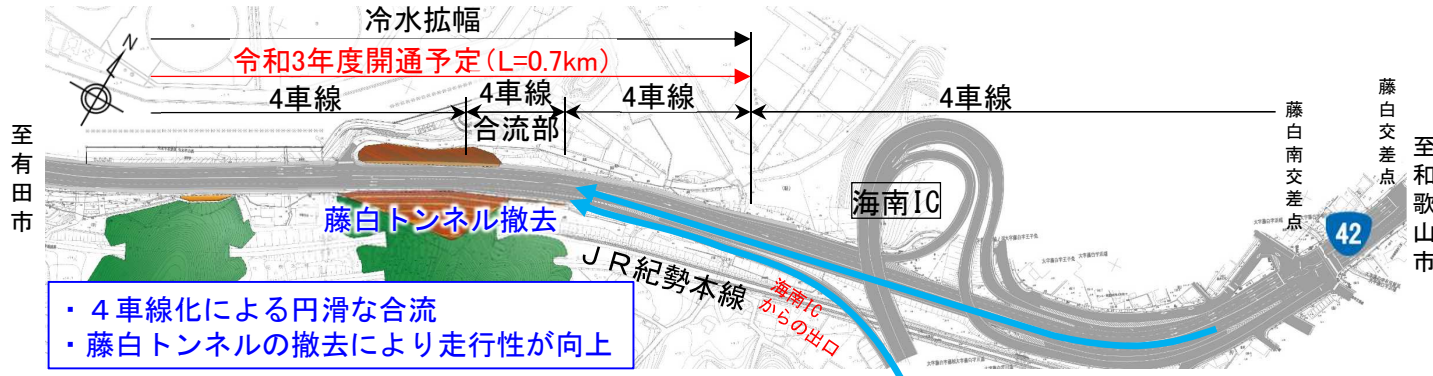 冷水拡幅
令和3年度開通予定(L=0.7km)
4車線
4車線
合流部
4車線
4車線
N
至有田市
藤白南交差点
藤白交差点
至和歌山市
海南IC
42
藤白トンネル撤去
JR紀勢本線
海南IC
からの出口
・４車線化による円滑な合流
・藤白トンネルの撤去により走行性が向上